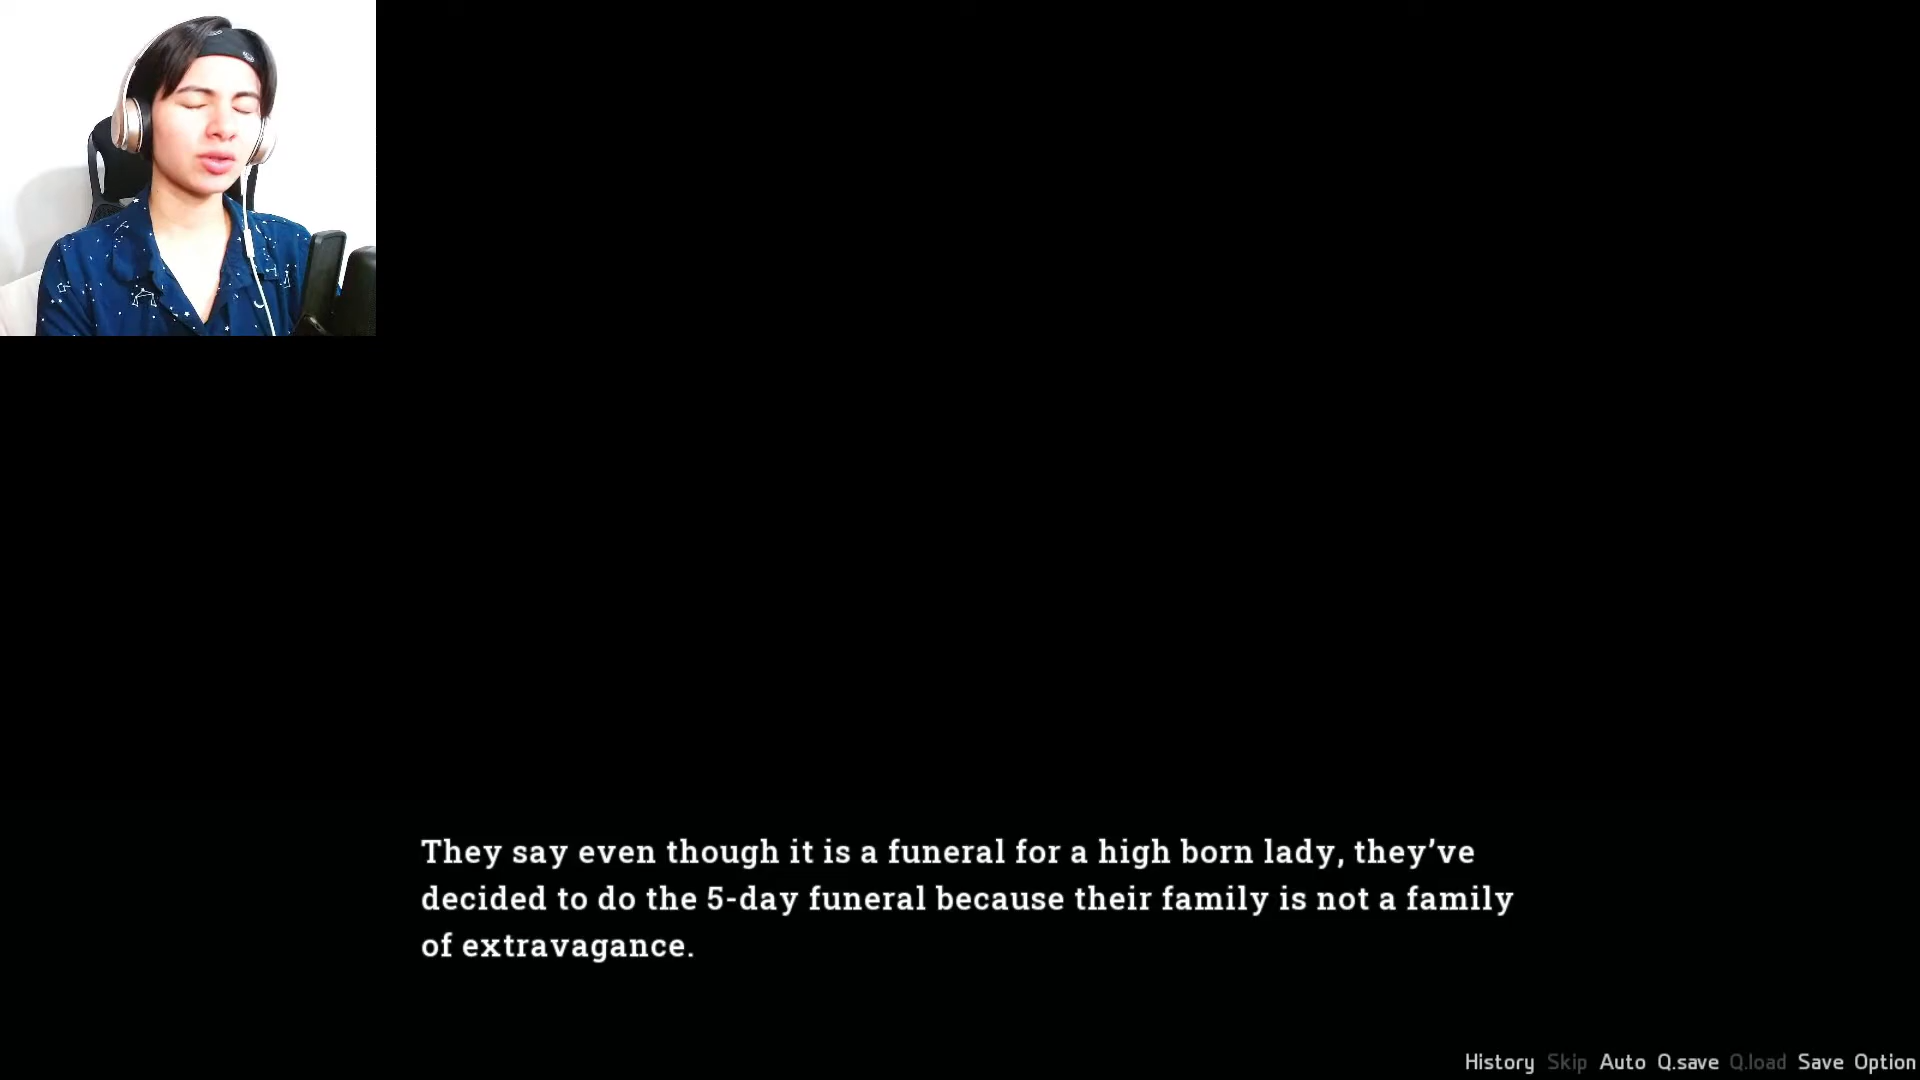 They say even though it is a funeral for a high born lady, they’ve
decided to do the 5-day funeral because their family is not a family
of extravagance.
History Skip Auto Q.save Q.load Save Option